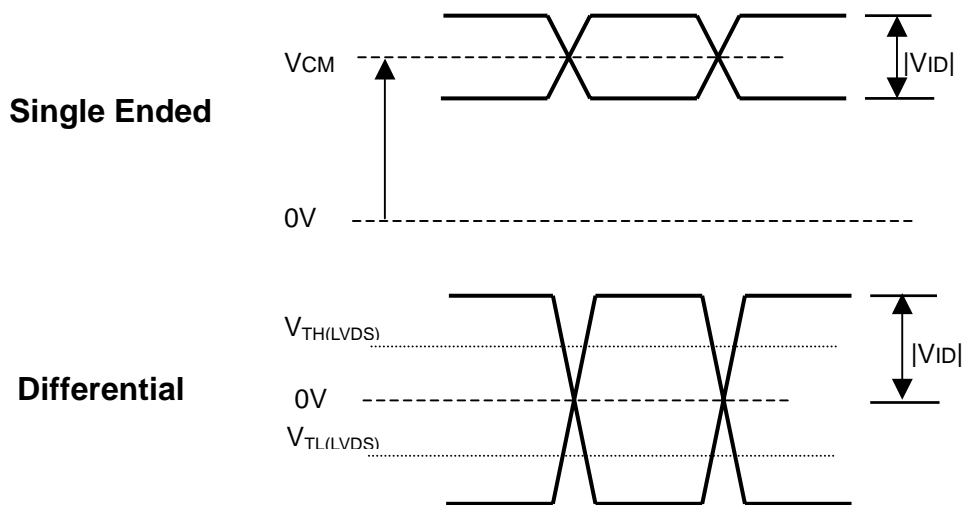 VCM
|VID|
Single Ended
0V
VTH(LVDS)
|VID|
Differential
0V
VTL(LVDS)